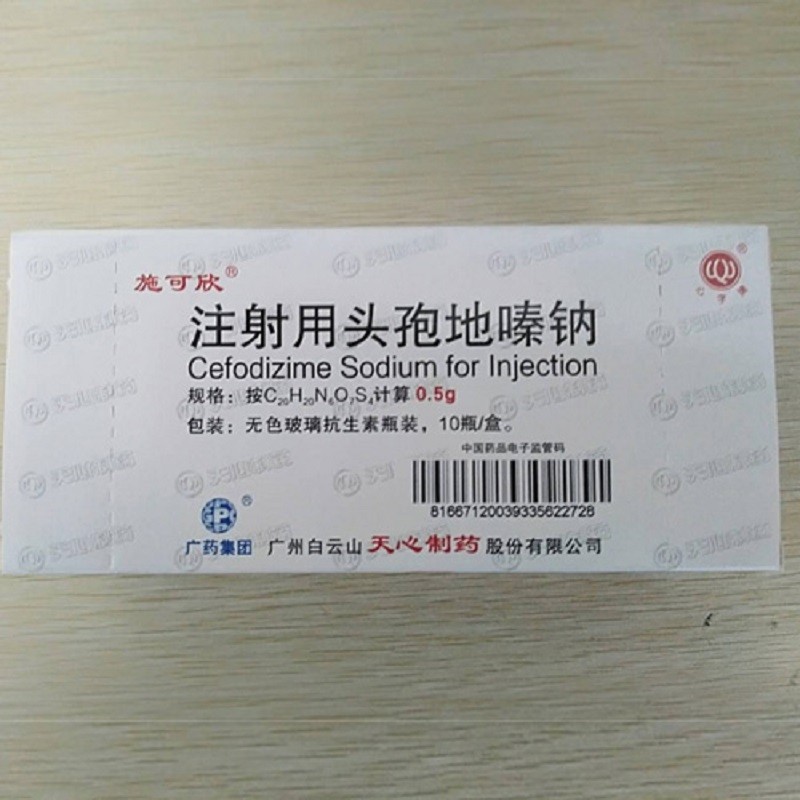 施可欣®
注射用头孢地嗪钠
Cefodizime Sodium for Injection
规格：按C₂₀H₂₀N₆O₇S₄计算 0.5g
包装：无色玻璃抗生素瓶装，10瓶/盒。
中国药品电子监管码
81667120039335622728
广药集团 广州白云山 天心制药 股份有限公司